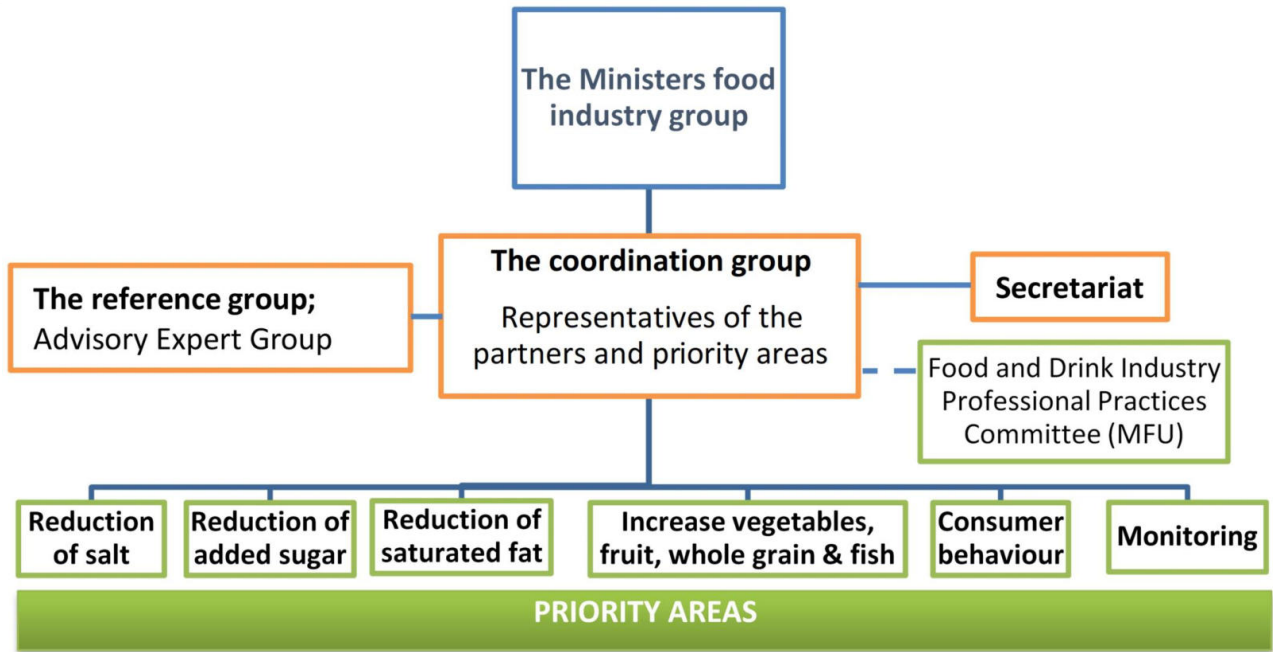 The Ministers food
industry group
The coordination group
Representatives of the
partners and priority areas
The reference group;
Advisory Expert Group
Secretariat
Food and Drink Industry
Professional Practices
Committee (MFU)
Reduction
of salt
Reduction of
added sugar
Reduction of
saturated fat
Increase vegetables,
fruit, whole grain & fish
Consumer
behaviour
Monitoring
PRIORITY AREAS